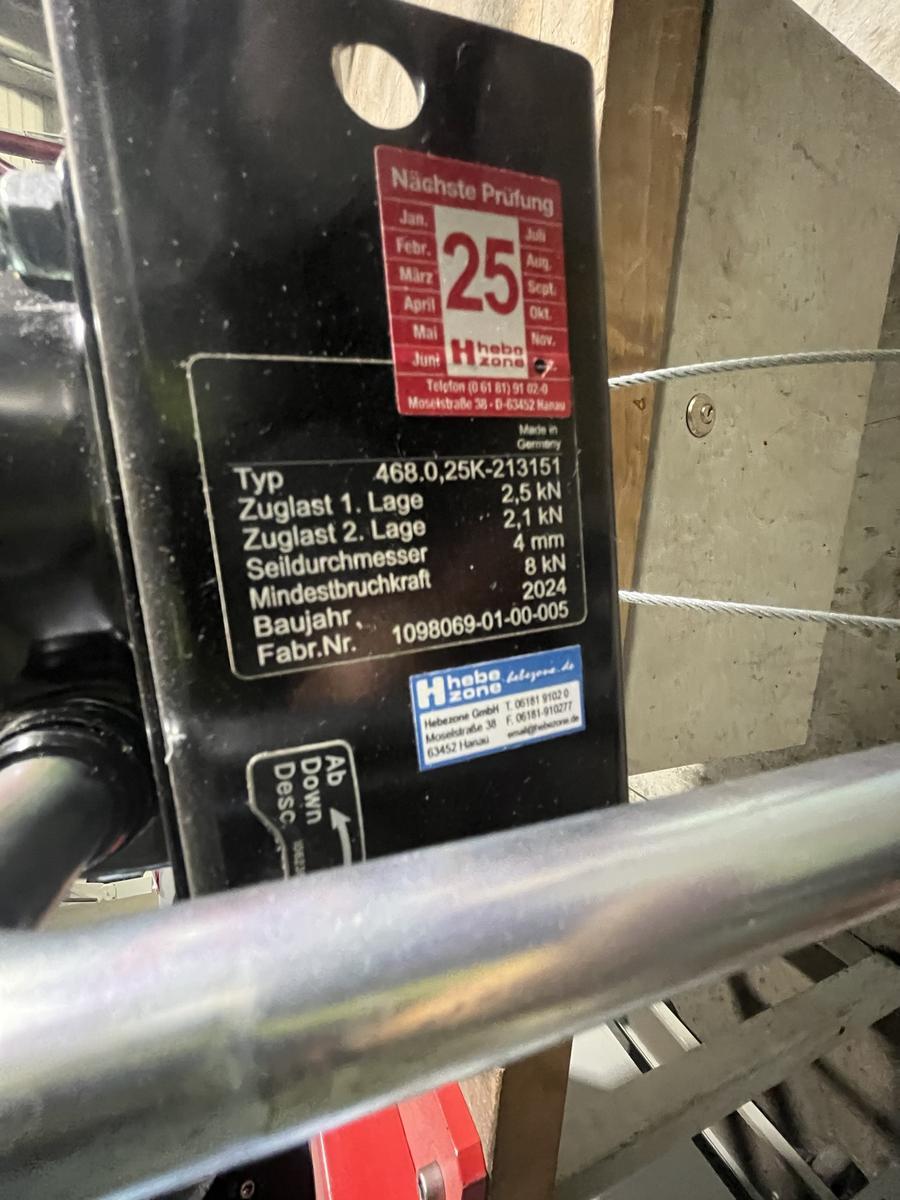 Nächste Prüfung
Jan. Juli
Febr. 25 Aug.
März Sept.
April Okt.
Mai Nov.
Juni H hebe zone
Telefon (0 61 81) 91 02-0
Moselstraße 38 · D-63452 Hanau
Made in
Germany
Typ 468.0,25K-213151
Zuglast 1. Lage 2,5 kN
Zuglast 2. Lage 2,1 kN
Seildurchmesser 4 mm
Mindestbruchkraft 8 kN
Baujahr 2024
Fabr.Nr. 1098069-01-00-005
H hebe zone hebezone.de
Hebezone GmbH T. 06181 9102 0
Moselstraße 38 F. 06181-910277
63452 Hanau email@hebezone.de
Ab
Down
Desc.